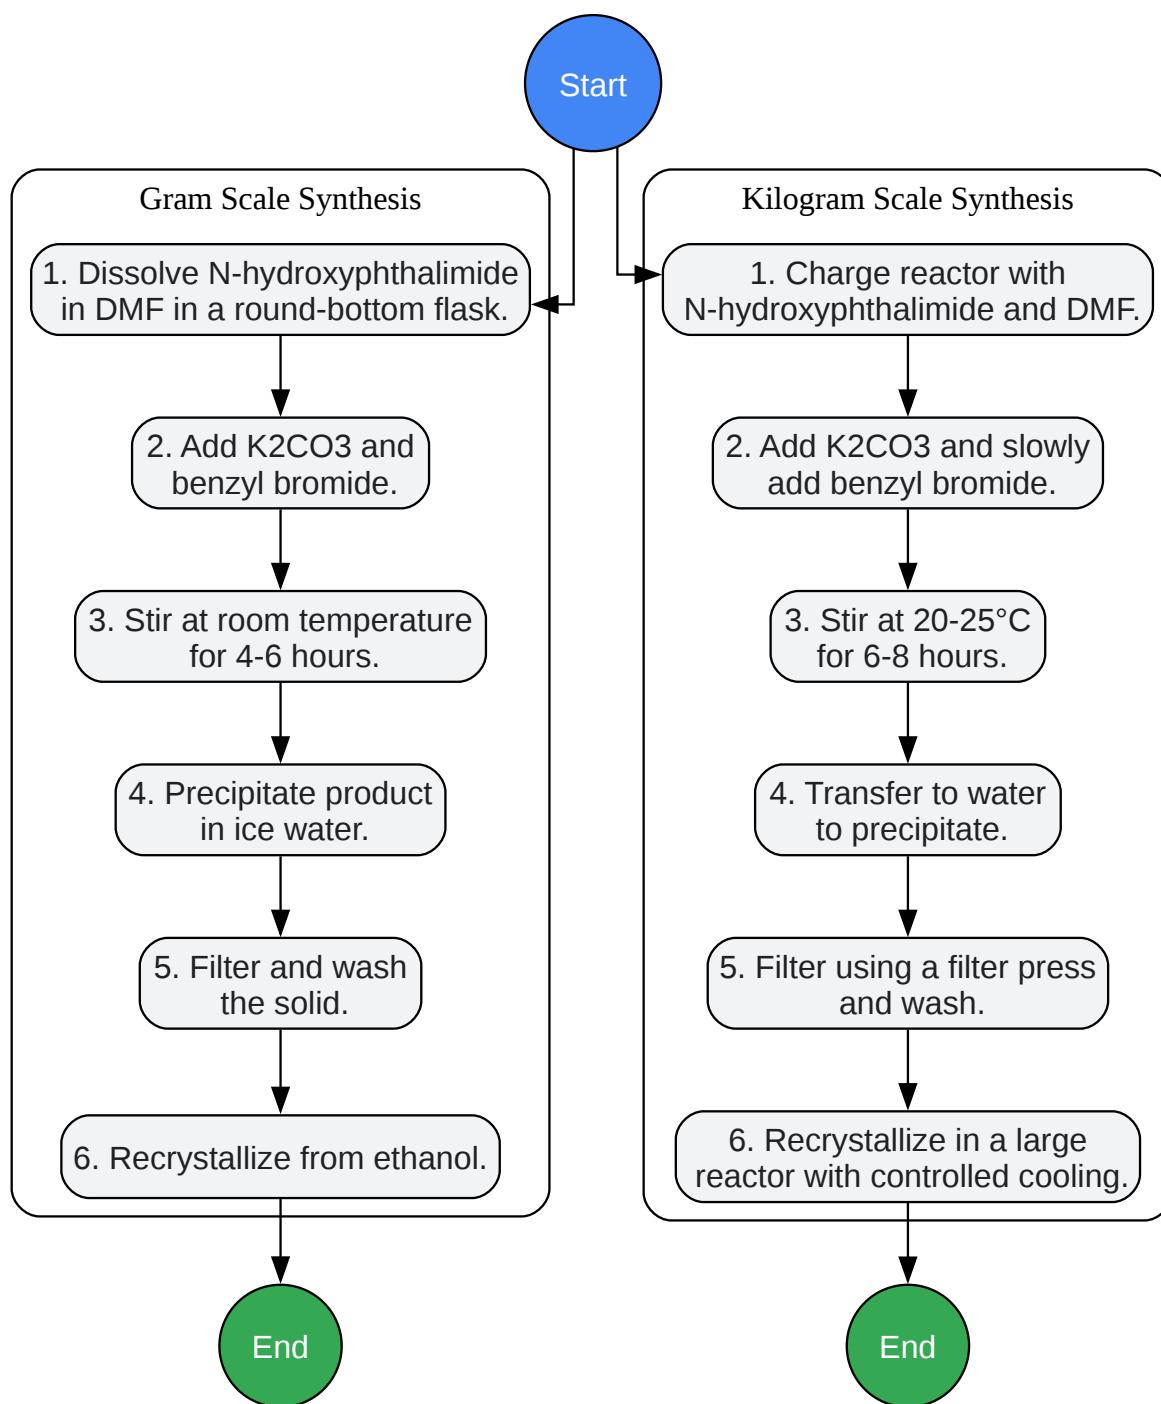 Start
Gram Scale Synthesis
1. Dissolve N-hydroxyphthalimide
in DMF in a round-bottom flask.
2. Add K2CO3 and
benzyl bromide.
3. Stir at room temperature
for 4-6 hours.
4. Precipitate product
in ice water.
5. Filter and wash
the solid.
6. Recrystallize from ethanol.
End
Kilogram Scale Synthesis
1. Charge reactor with
N-hydroxyphthalimide and DMF.
2. Add K2CO3 and slowly
add benzyl bromide.
3. Stir at 20-25°C
for 6-8 hours.
4. Transfer to water
to precipitate.
5. Filter using a filter press
and wash.
6. Recrystallize in a large
reactor with controlled cooling.
End